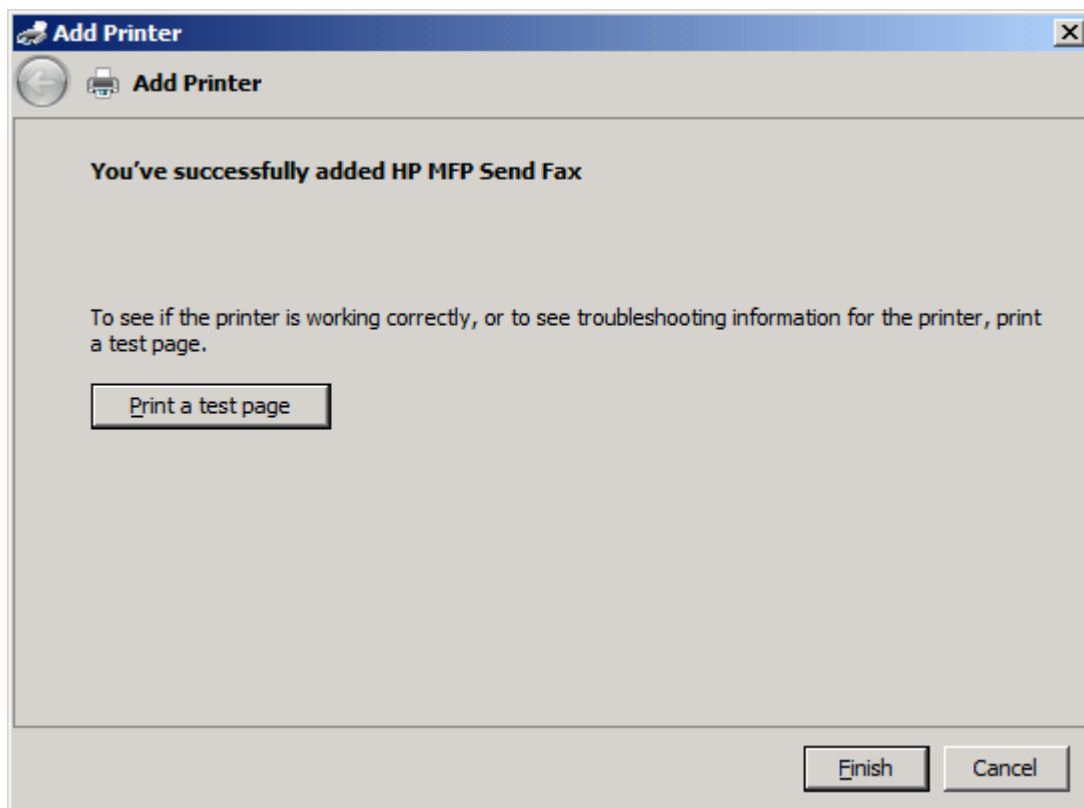 Add Printer
Add Printer
You've successfully added HP MFP Send Fax
To see if the printer is working correctly, or to see troubleshooting information for the printer, print
a test page.
Print a test page
Finish Cancel